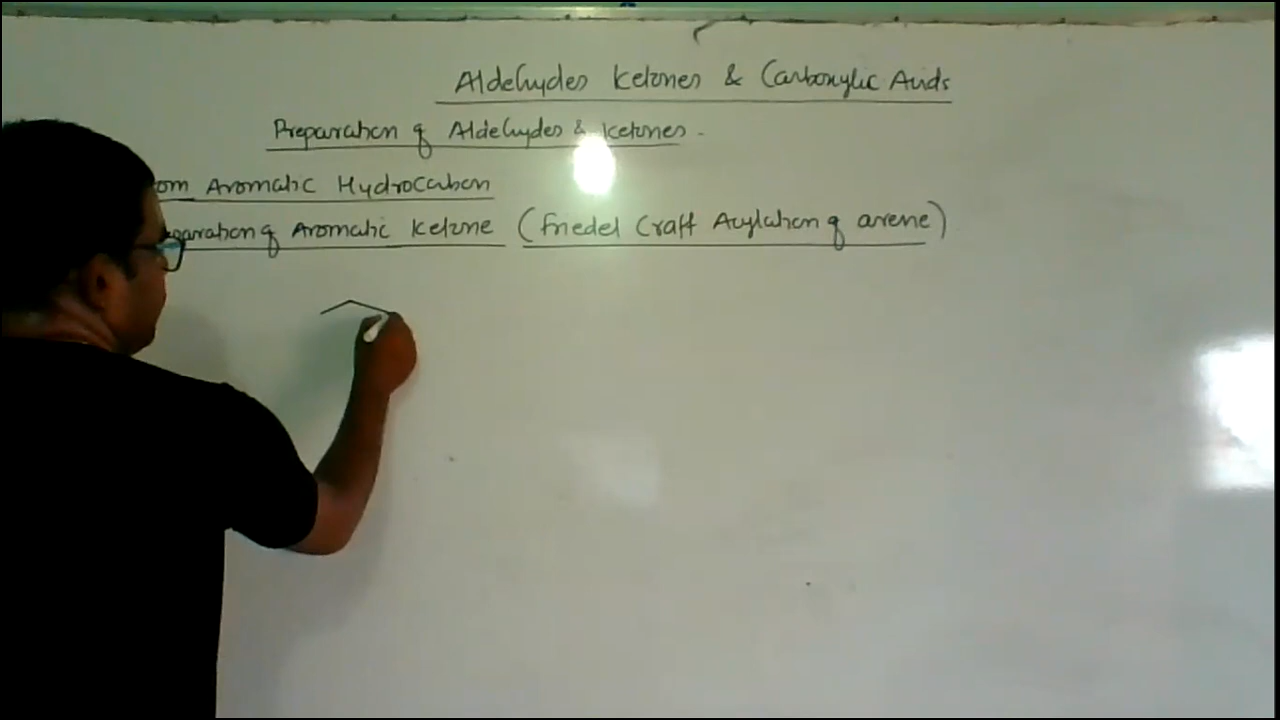 Aldehydes Ketones & Carboxylic Acids
Preparation of Aldehydes & Ketones.
om Aromatic Hydrocarbon
paration of Aromatic Ketone (Friedel Craft Acylation of arene)